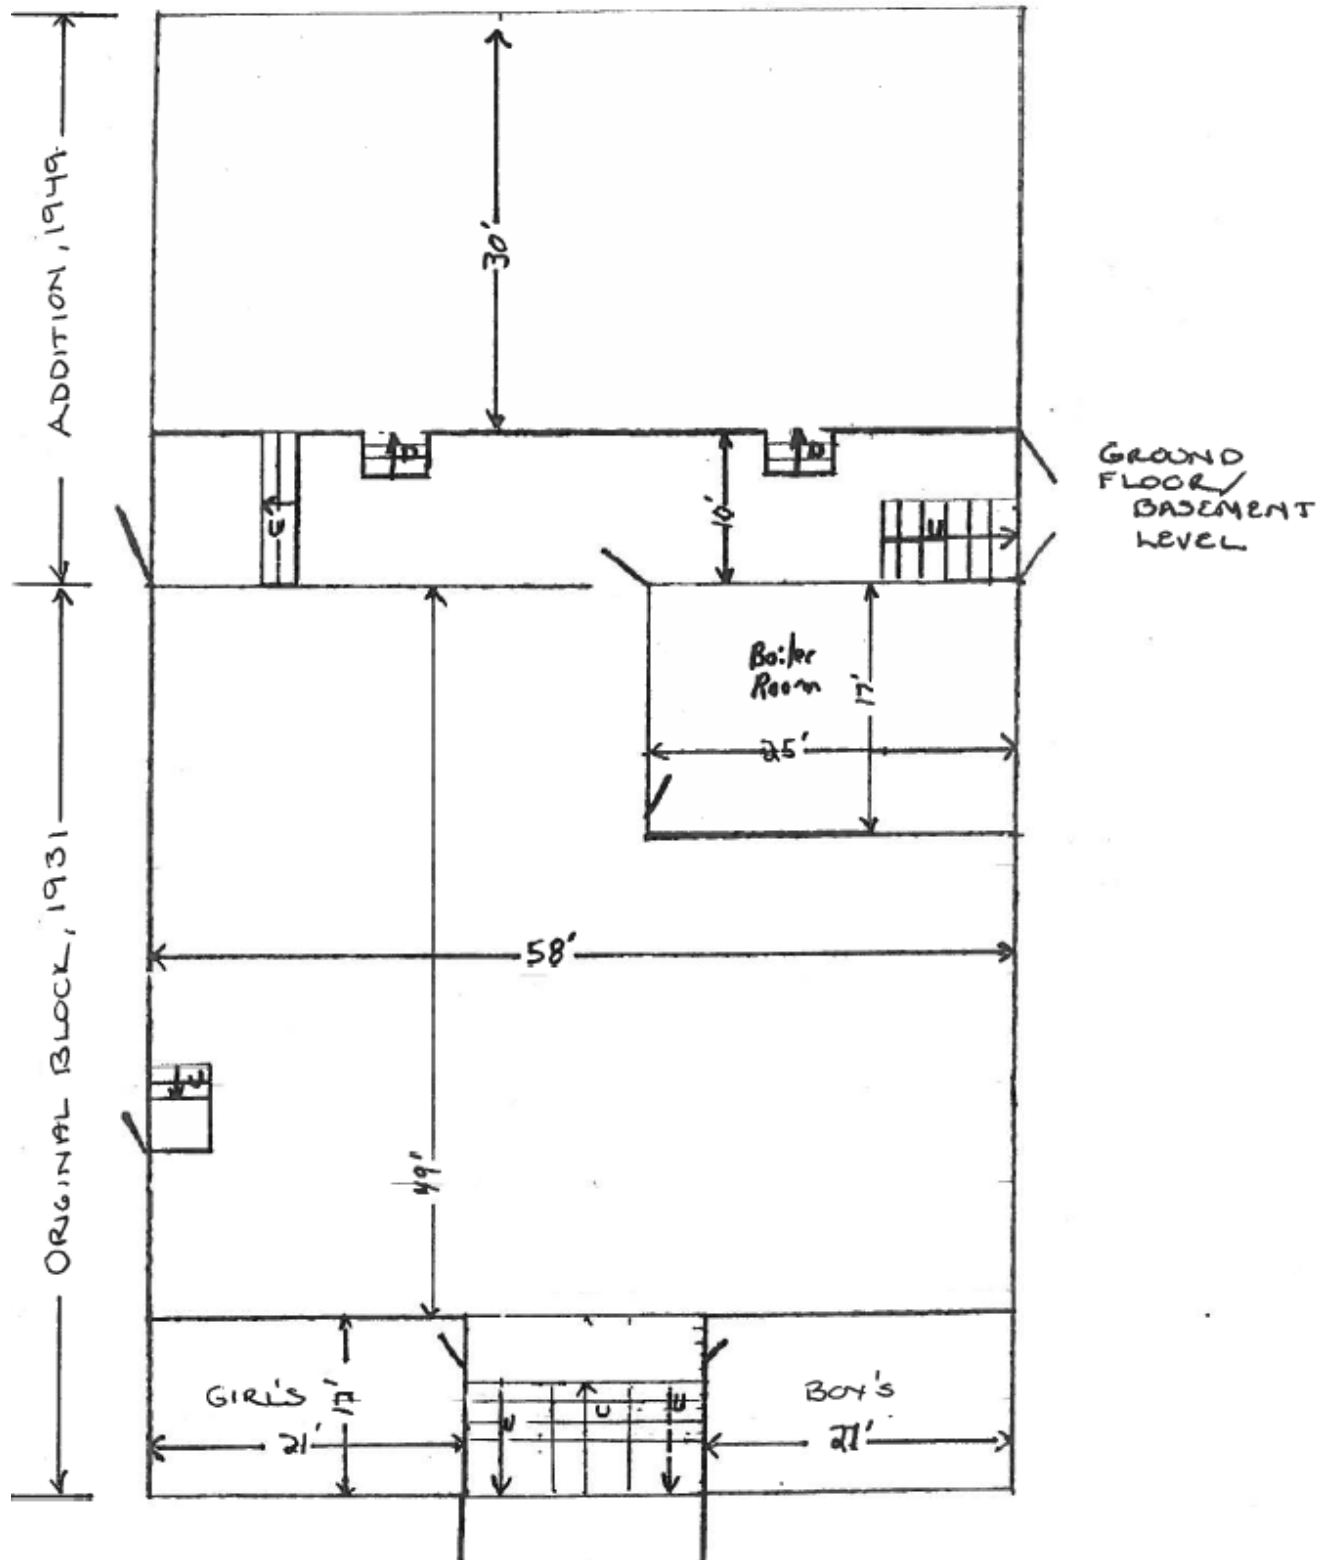 ADDITION, 1949
30'
D
D
U
10'
U
GROUND
FLOOR/
BASEMENT
LEVEL
Boiler
Room
17'
25'
ORIGINAL BLOCK, 1931
58'
U
49'
GIRL'S
12'
21'
U
U
U
BOY'S
21'